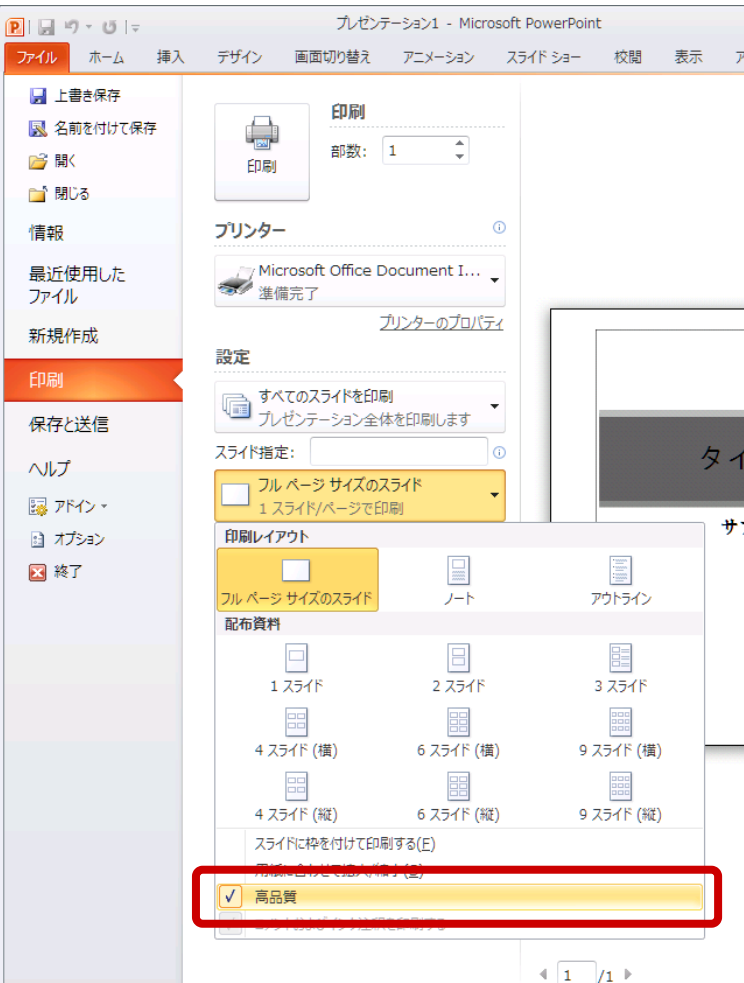 プレゼンテーション1 - Microsoft PowerPoint
ファイル ホーム 挿入 デザイン 画面切り替え アニメーション スライド ショー 校閲 表示
上書き保存
名前を付けて保存
開く
閉じる
情報
最近使用した
ファイル
新規作成
印刷
保存と送信
ヘルプ
アドイン
オプション
終了
印刷
印刷
部数: 1
プリンター
Microsoft Office Document I...
準備完了
プリンターのプロパティ
設定
すべてのスライドを印刷
プレゼンテーション全体を印刷します
スライド指定:
フル ページ サイズのスライド
1 スライド/ページで印刷
印刷レイアウト
フル ページ サイズのスライド ノート アウトライン
配布資料
1 スライド 2 スライド 3 スライド
4 スライド (横) 6 スライド (横) 9 スライド (横)
4 スライド (縦) 6 スライド (縦) 9 スライド (縦)
スライドに枠を付けて印刷する(F)
高品質
タイ
サブ
1 /1